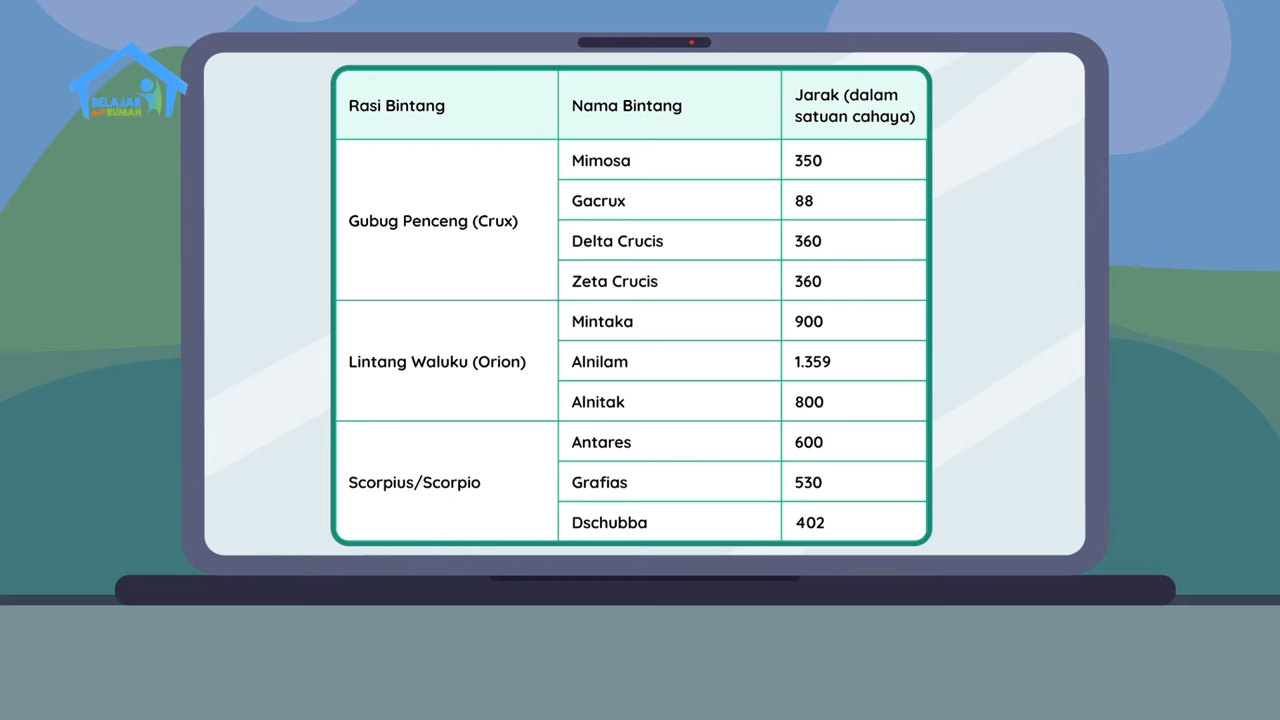 BELAJAR
RUMAH
Rasi Bintang
Nama Bintang
Jarak (dalam
satuan cahaya)
Gubug Penceng (Crux)
Mimosa
350
Gacrux
88
Delta Crucis
360
Zeta Crucis
360
Lintang Waluku (Orion)
Mintaka
900
Alnilam
1.359
Alnitak
800
Scorpius/Scorpio
Antares
600
Grafias
530
Dschubba
402